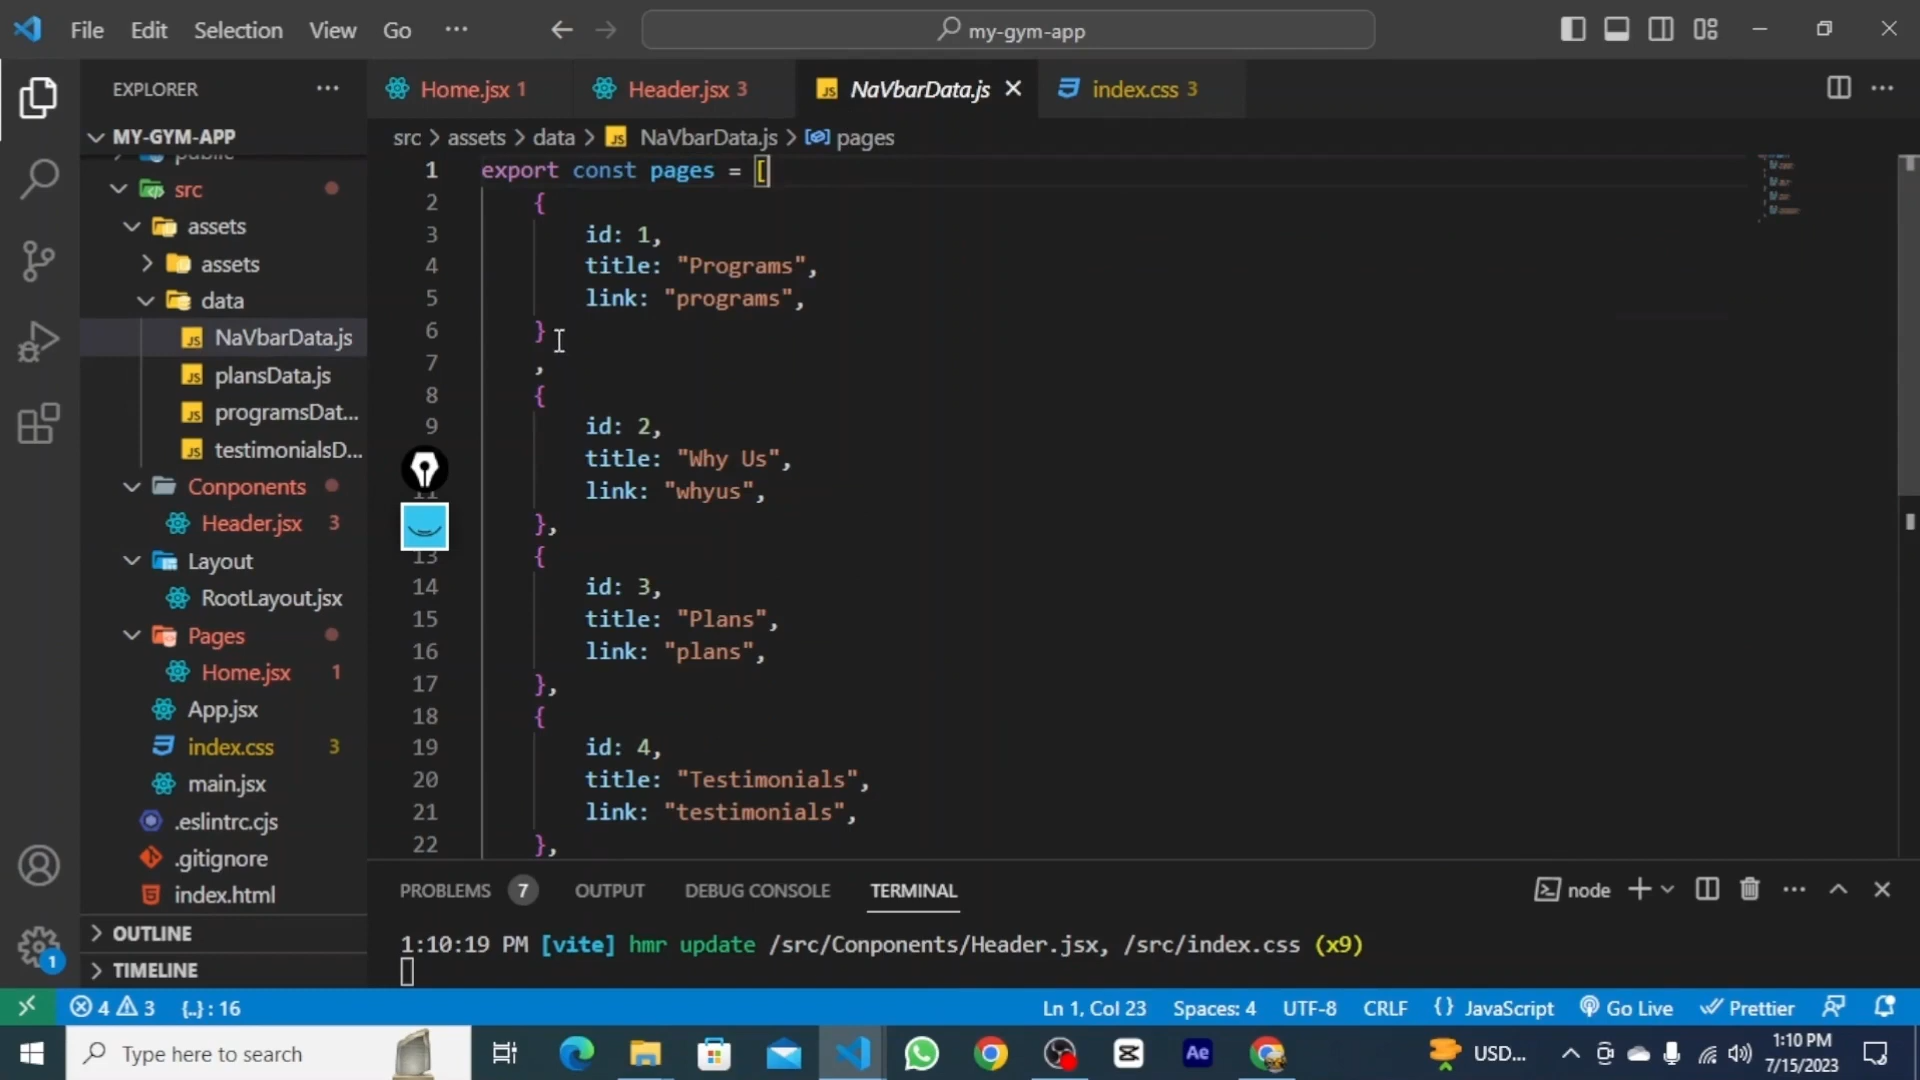 File Edit Selection View Go ···
my-gym-app
EXPLORER ···
Home.jsx 1
Header.jsx 3
NaVbarData.js
index.css 3
MY-GYM-APP
public
src
assets
assets
data
NaVbarData.js
plansData.js
programsDat...
testimonialsD...
Conponents
Header.jsx 3
Layout
RootLayout.jsx
Pages
Home.jsx 1
App.jsx
index.css 3
main.jsx
.eslintrc.cjs
.gitignore
index.html
OUTLINE
TIMELINE
src > assets > data > NaVbarData.js > pages
1 export const pages = [
2 {
3 id: 1,
4 title: "Programs",
5 link: "programs",
6 }
7 ,
8 {
9 id: 2,
title: "Why Us",
11 link: "whyus",
},
13 {
14 id: 3,
15 title: "Plans",
16 link: "plans",
17 },
18 {
19 id: 4,
20 title: "Testimonials",
21 link: "testimonials",
22 },
PROBLEMS 7 OUTPUT DEBUG CONSOLE TERMINAL
node
1:10:19 PM [vite] hmr update /src/Conponents/Header.jsx, /src/index.css (x9)
1
4 3 {..} : 16
Ln 1, Col 23 Spaces: 4 UTF-8 CRLF {} JavaScript Go Live Prettier
Type here to search
Ae
USD...
1:10 PM
7/15/2023